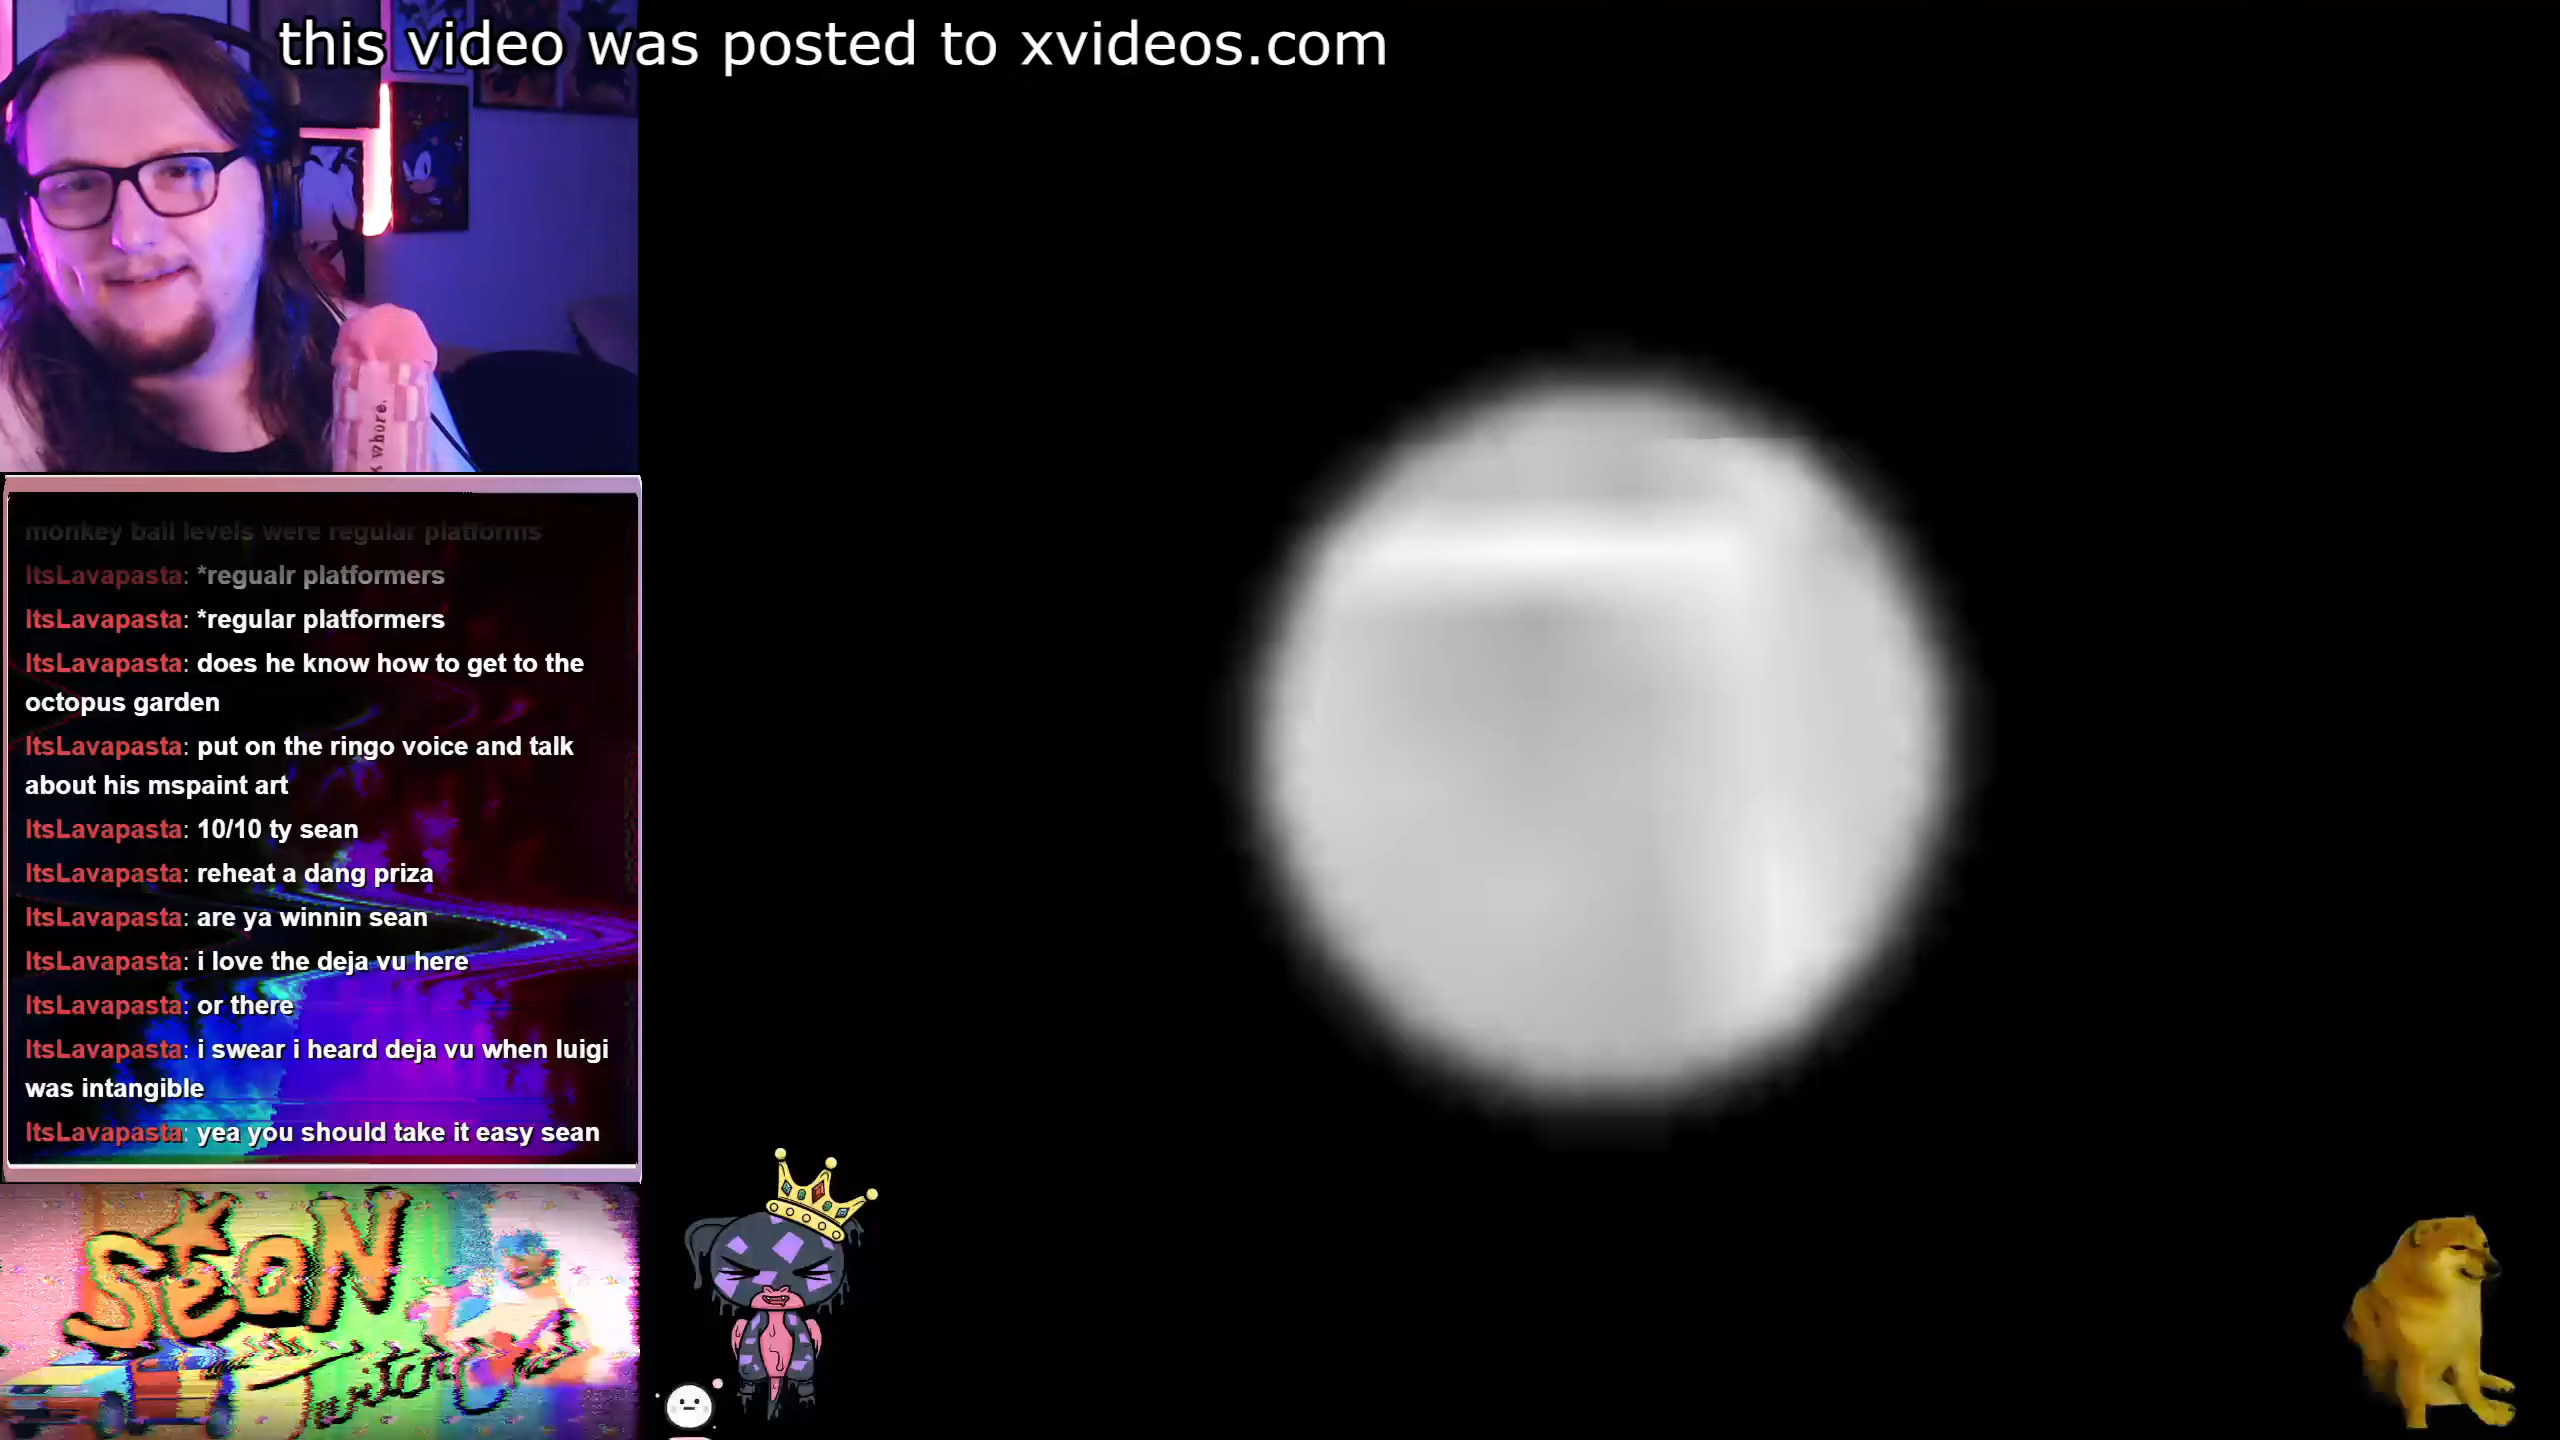 this video was posted to xvideos.com
whore.
monkey ball levels were regular platforms
ItsLavapasta: *regualr platformers
ItsLavapasta: *regular platformers
ItsLavapasta: does he know how to get to the
octopus garden
ItsLavapasta: put on the ringo voice and talk
about his mspaint art
ItsLavapasta: 10/10 ty sean
ItsLavapasta: reheat a dang priza
ItsLavapasta: are ya winnin sean
ItsLavapasta: i love the deja vu here
ItsLavapasta: or there
ItsLavapasta: i swear i heard deja vu when luigi
was intangible
ItsLavapasta: yea you should take it easy sean
SeaN
Twitch Chat